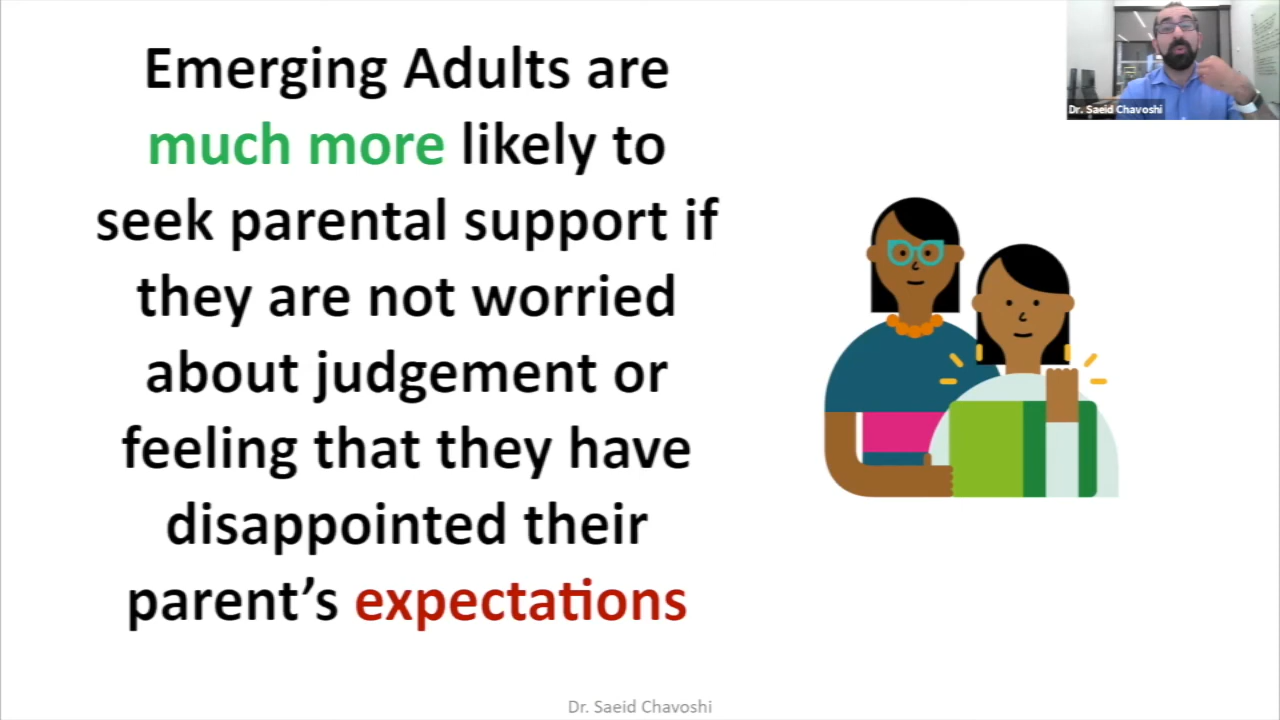 Emerging Adults are
much more likely to
seek parental support if
they are not worried
about judgement or
feeling that they have
disappointed their
parent’s expectations
Dr. Saeid Chavoshi
Dr. Saeid Chavoshi